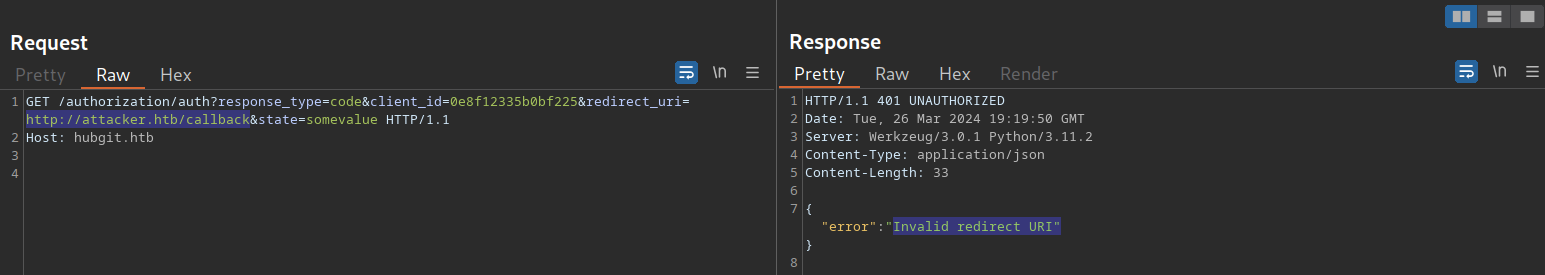 Request
Pretty Raw Hex
\n
1 GET /authorization/auth?response_type=code&client_id=0e8f12335b0bf225&redirect_uri=
http://attacker.htb/callback&state=somevalue HTTP/1.1
2 Host: hubgit.htb
3
4
Response
Pretty Raw Hex Render
\n
1 HTTP/1.1 401 UNAUTHORIZED
2 Date: Tue, 26 Mar 2024 19:19:50 GMT
3 Server: Werkzeug/3.0.1 Python/3.11.2
4 Content-Type: application/json
5 Content-Length: 33
6
7 {
"error":"Invalid redirect URI"
}
8